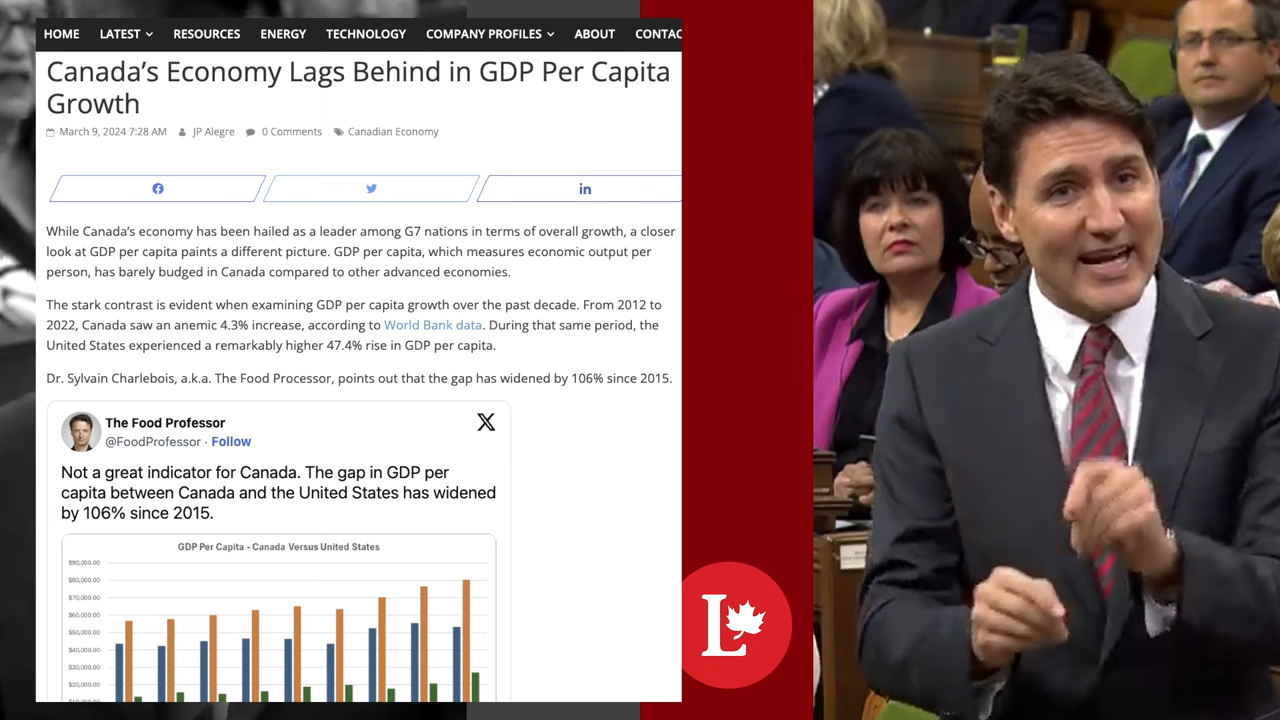 HOME LATEST RESOURCES ENERGY TECHNOLOGY COMPANY PROFILES ABOUT CONTAC
Canada’s Economy Lags Behind in GDP Per Capita
Growth
March 9, 2024 7:28 AM JP Alegre 0 Comments Canadian Economy
While Canada’s economy has been hailed as a leader among G7 nations in terms of overall growth, a closer
look at GDP per capita paints a different picture. GDP per capita, which measures economic output per
person, has barely budged in Canada compared to other advanced economies.
The stark contrast is evident when examining GDP per capita growth over the past decade. From 2012 to
2022, Canada saw an anemic 4.3% increase, according to World Bank data. During that same period, the
United States experienced a remarkably higher 47.4% rise in GDP per capita.
Dr. Sylvain Charlebois, a.k.a. The Food Processor, points out that the gap has widened by 106% since 2015.
The Food Professor
@FoodProfessor · Follow
Not a great indicator for Canada. The gap in GDP per
capita between Canada and the United States has widened
by 106% since 2015.
GDP Per Capita - Canada Versus United States
$90,000.00
$80,000.00
$70,000.00
$60,000.00
$50,000.00
$40,000.00
$30,000.00
$20,000.00
L